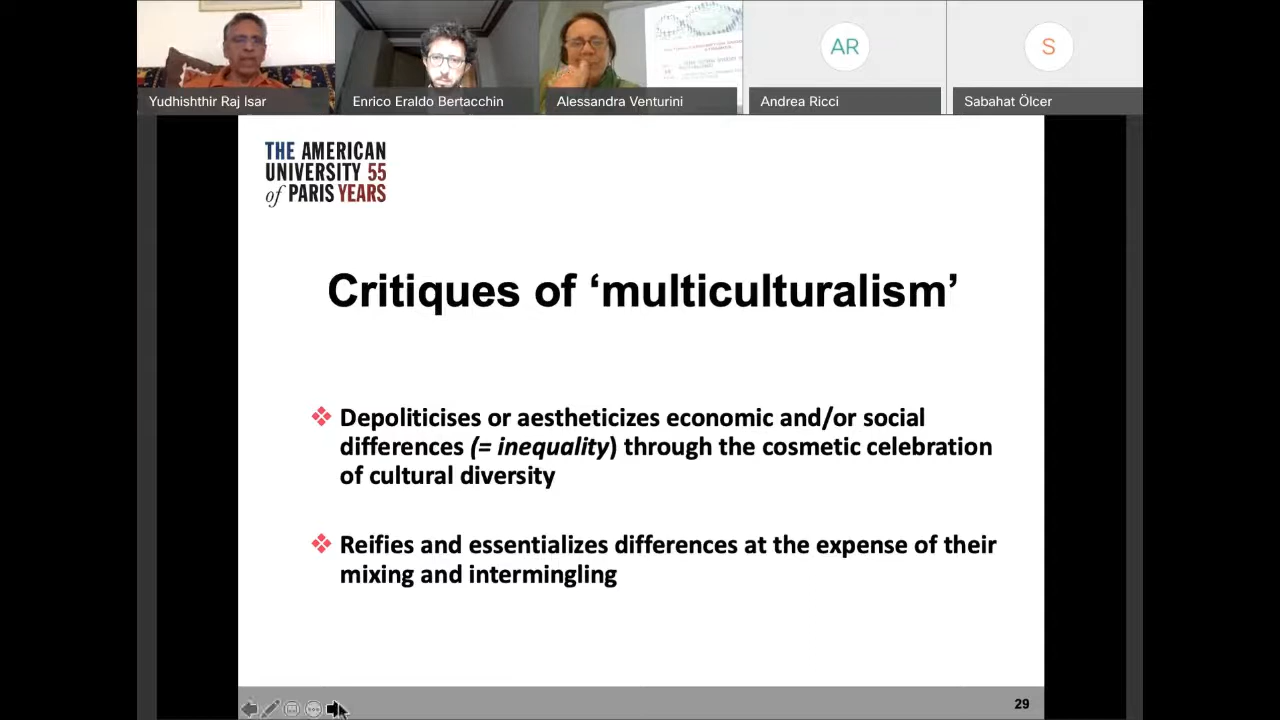 Yudhishthir Raj Isar
Enrico Eraldo Bertacchin
Alessandra Venturini
AR
Andrea Ricci
S
Sabahat Ölcer
THE AMERICAN
UNIVERSITY 55
of PARIS YEARS
Critiques of ‘multiculturalism’
❖ Depoliticises or aestheticizes economic and/or social
differences (= inequality) through the cosmetic celebration
of cultural diversity
❖ Reifies and essentializes differences at the expense of their
mixing and intermingling
29